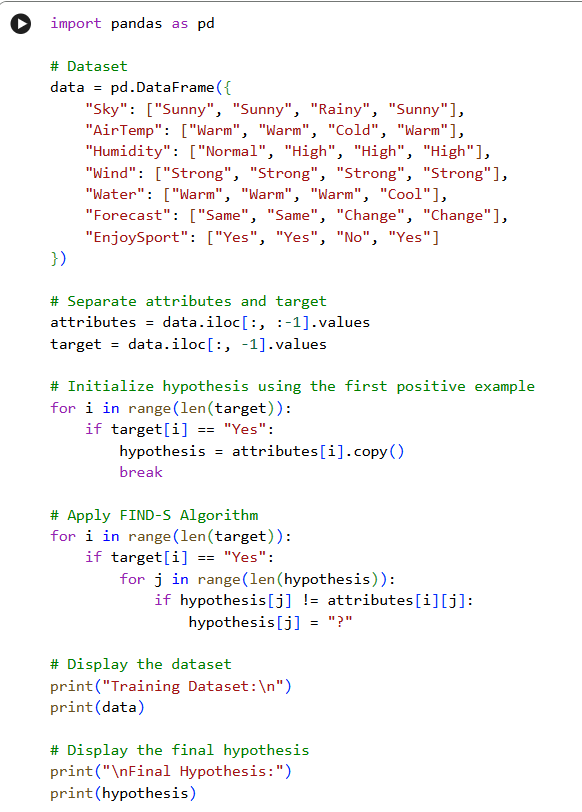 import pandas as pd

# Dataset
data = pd.DataFrame({
    "Sky": ["Sunny", "Sunny", "Rainy", "Sunny"],
    "AirTemp": ["Warm", "Warm", "Cold", "Warm"],
    "Humidity": ["Normal", "High", "High", "High"],
    "Wind": ["Strong", "Strong", "Strong", "Strong"],
    "Water": ["Warm", "Warm", "Warm", "Cool"],
    "Forecast": ["Same", "Same", "Change", "Change"],
    "EnjoySport": ["Yes", "Yes", "No", "Yes"]
})

# Separate attributes and target
attributes = data.iloc[:, :-1].values
target = data.iloc[:, -1].values

# Initialize hypothesis using the first positive example
for i in range(len(target)):
    if target[i] == "Yes":
        hypothesis = attributes[i].copy()
        break

# Apply FIND-S Algorithm
for i in range(len(target)):
    if target[i] == "Yes":
        for j in range(len(hypothesis)):
            if hypothesis[j] != attributes[i][j]:
                hypothesis[j] = "?"

# Display the dataset
print("Training Dataset:\n")
print(data)

# Display the final hypothesis
print("\nFinal Hypothesis:")
print(hypothesis)